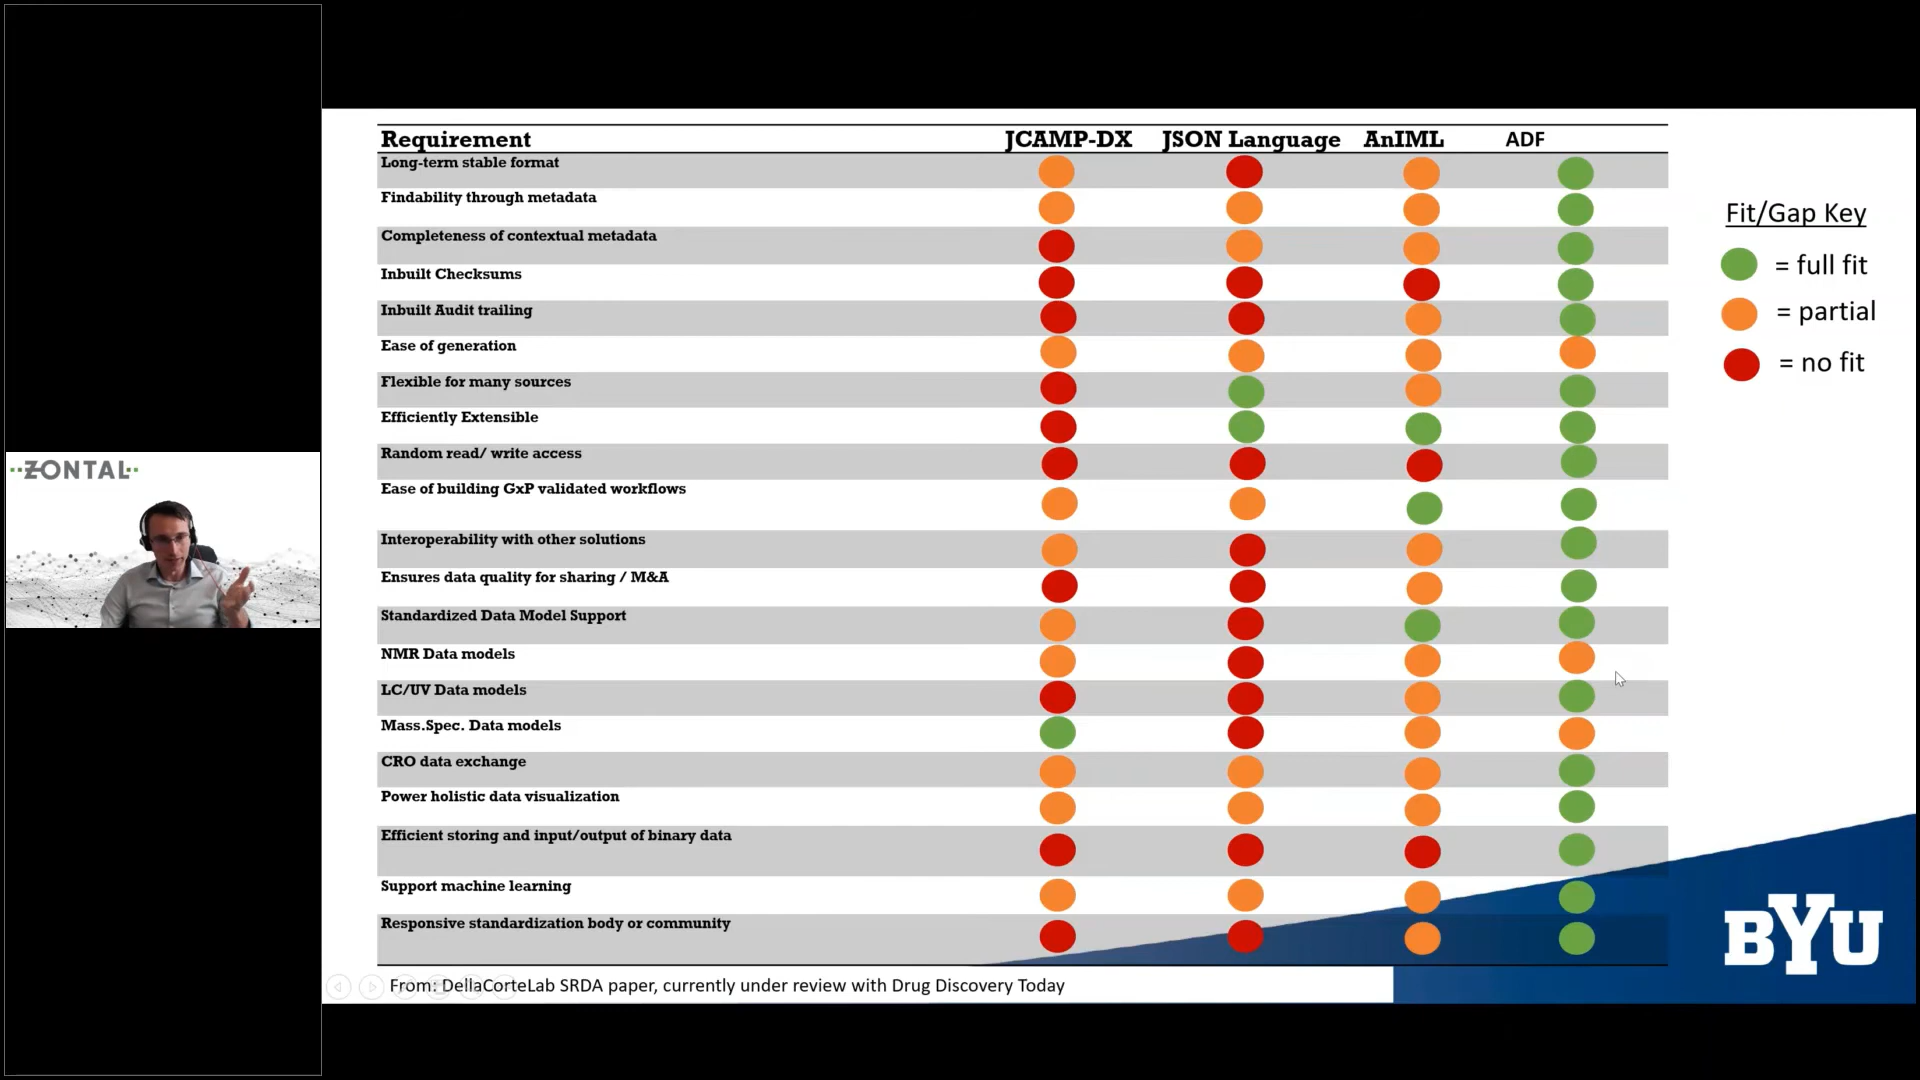 Requirement JCAMP-DX JSON Language AnIML ADF
Long-term stable format
Findability through metadata
Completeness of contextual metadata
Inbuilt Checksums
Inbuilt Audit trailing
Ease of generation
Flexible for many sources
Efficiently Extensible
Random read/ write access
Ease of building GxP validated workflows
Interoperability with other solutions
Ensures data quality for sharing / M&A
Standardized Data Model Support
NMR Data models
LC/UV Data models
Mass.Spec. Data models
CRO data exchange
Power holistic data visualization
Efficient storing and input/output of binary data
Support machine learning
Responsive standardization body or community
From: DellaCorteLab SRDA paper, currently under review with Drug Discovery Today
Fit/Gap Key
= full fit
= partial
= no fit
ZONTAL
BYU